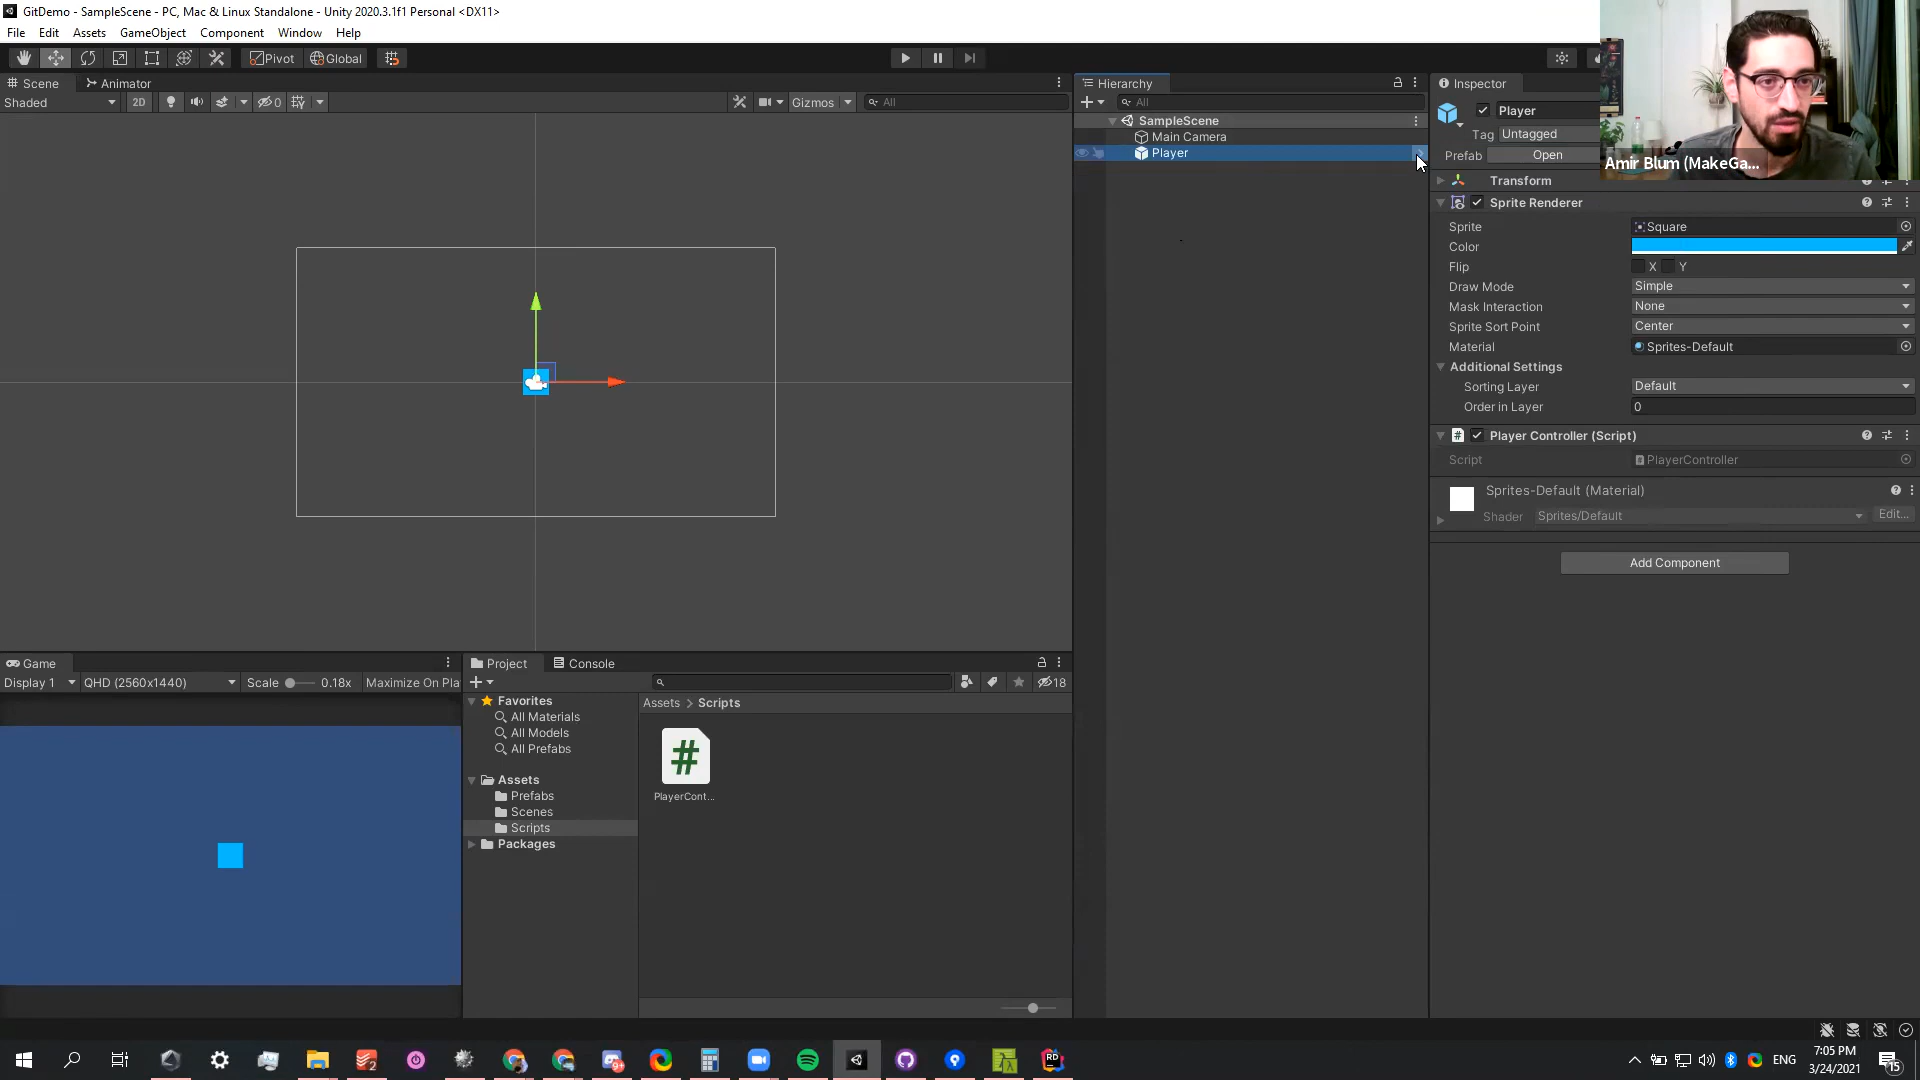 GitDemo - SampleScene - PC, Mac & Linux Standalone - Unity 2020.3.1f1 Personal <DX11>
File Edit Assets GameObject Component Window Help
Pivot Global
Scene Animator
Shaded 2D 0 Gizmos All
Hierarchy
All
SampleScene
Main Camera
Player
Inspector
Player
Tag Untagged
Prefab Open
Amir Blum (MakeGa...
Transform
Sprite Renderer
Sprite Square
Color
Flip X Y
Draw Mode Simple
Mask Interaction None
Sprite Sort Point Center
Material Sprites-Default
Additional Settings
Sorting Layer Default
Order in Layer 0
# Player Controller (Script)
Script PlayerController
Sprites-Default (Material)
Shader Sprites/Default Edit...
Add Component
Game
Display 1 QHD (2560x1440) Scale 0.18x Maximize On Pla
Project Console
18
Favorites
All Materials
All Models
All Prefabs
Assets
Prefabs
Scenes
Scripts
Packages
Assets > Scripts
#
PlayerCont...
9+
RD
ENG
7:05 PM
3/24/2021
15